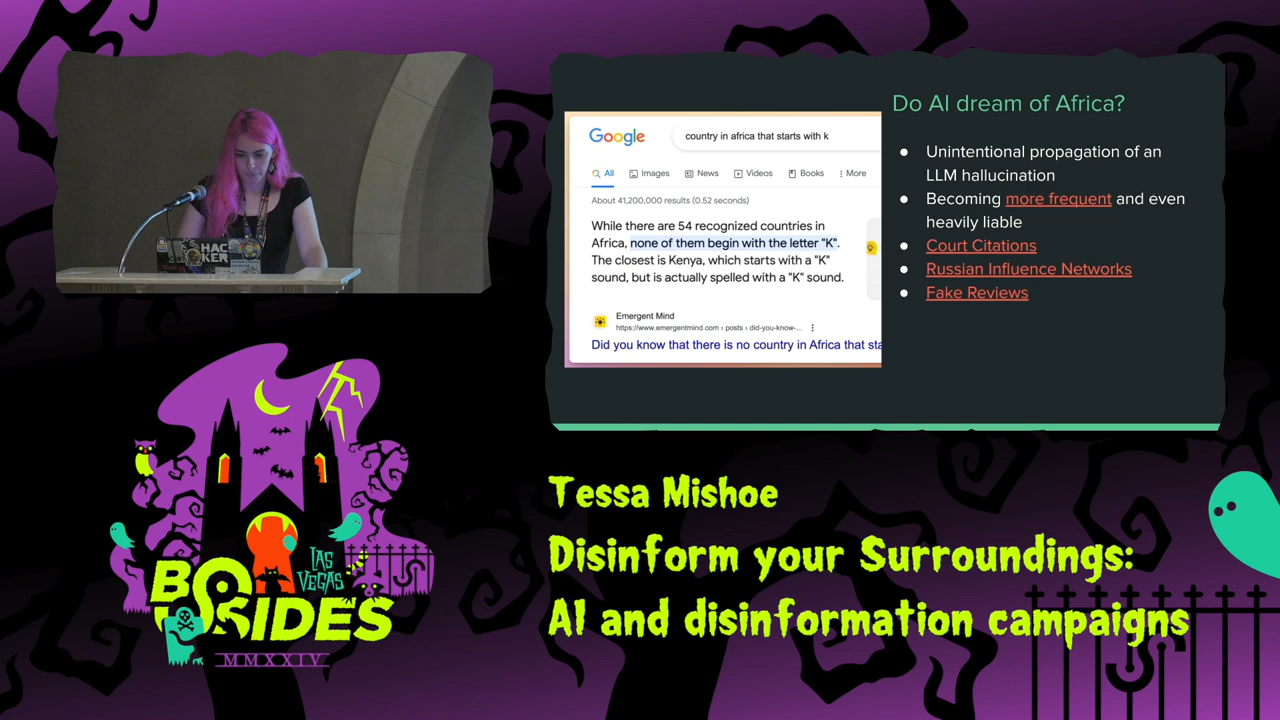 HAC
KER
Google
country in africa that starts with k
All
Images
News
Videos
Books
More
About 41,200,000 results (0.52 seconds)
While there are 54 recognized countries in
Africa, none of them begin with the letter "K".
The closest is Kenya, which starts with a "K"
sound, but is actually spelled with a "K" sound.
Emergent Mind
https://www.emergentmind.com › posts › did-you-know-...
Did you know that there is no country in Africa that sta
Do AI dream of Africa?
● Unintentional propagation of an
LLM hallucination
● Becoming more frequent and even
heavily liable
● Court Citations
● Russian Influence Networks
● Fake Reviews
LAS
VEGAS
BSIDES
MMXXIV
Tessa Mishoe
Disinform your Surroundings:
AI and disinformation campaigns